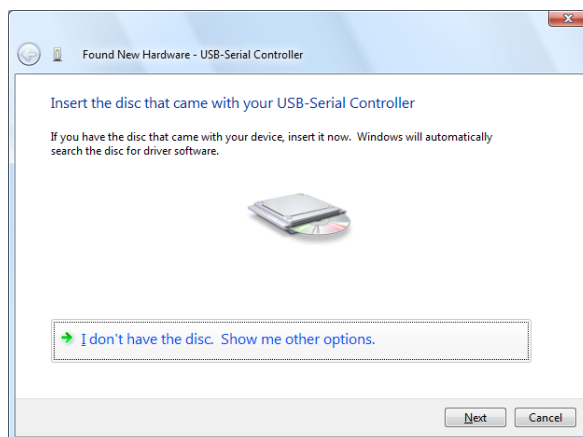 Found New Hardware - USB-Serial Controller
Insert the disc that came with your USB-Serial Controller
If you have the disc that came with your device, insert it now.  Windows will automatically
search the disc for driver software.
I don't have the disc.  Show me other options.
Next
Cancel